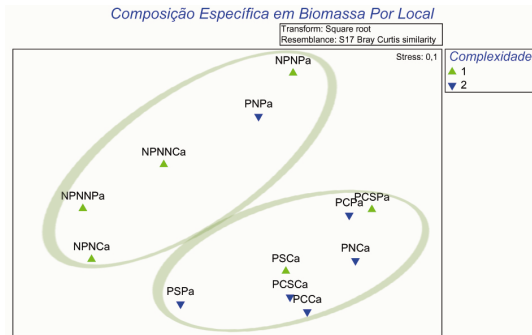 Composição Específica em Biomassa Por Local
Transform: Square root
Resemblance: S17 Bray Curtis similarity
Stress: 0,1
Complexidade
1
2
NPNPa
PNPa
NPNNCa
NPNNPa
NPNCa
PCSPa
PCPa
PNCa
PSCa
PCSCa
PSPa
PCCa